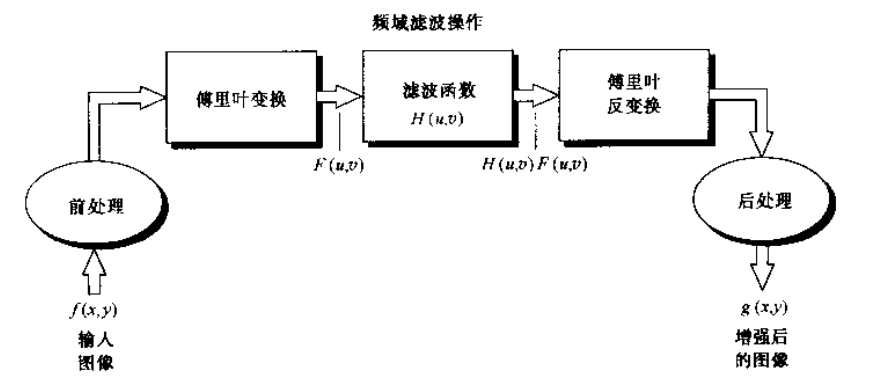 频域滤波操作
傅里叶变换
滤波函数
H(u,v)
傅里叶
反变换
F(u,v)
H(u,v)F(u,v)
前处理
后处理
f(x,y)
输入
图像
g(x,y)
增强后
的图像